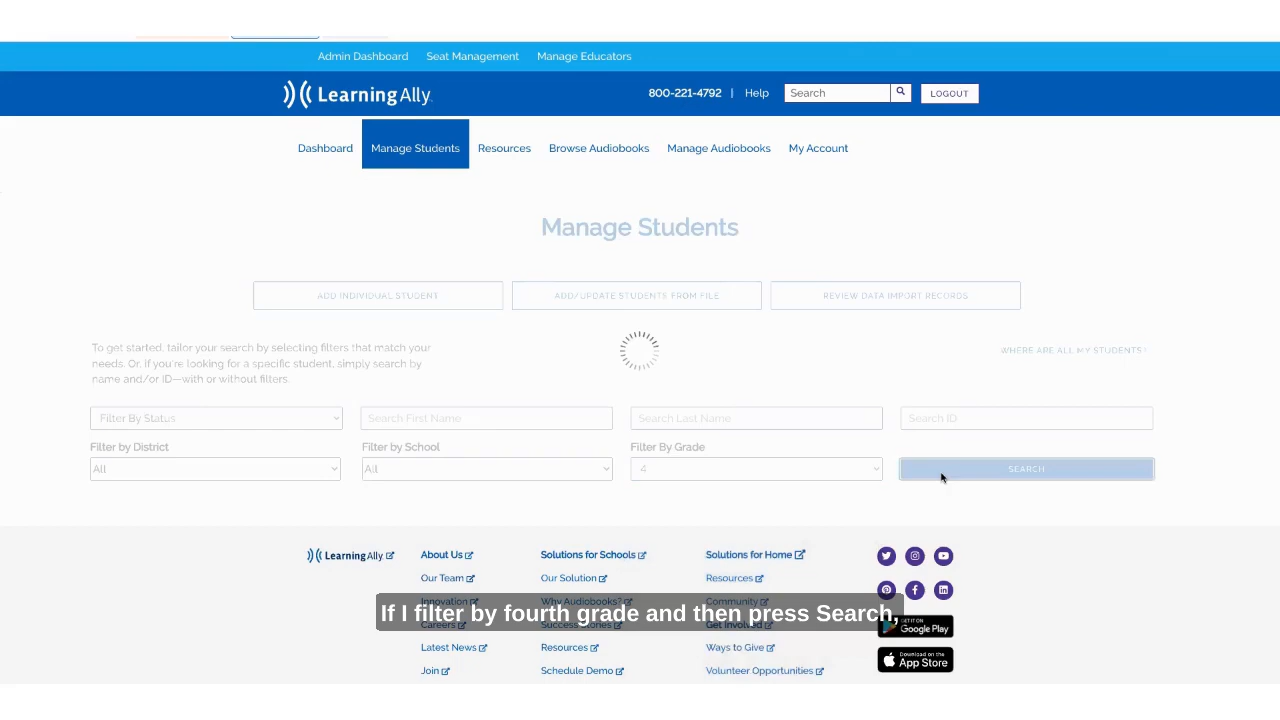 Admin Dashboard Seat Management Manage Educators
Learning Ally 800-221-4792 | Help Search LOGOUT
Dashboard Manage Students Resources Browse Audiobooks Manage Audiobooks My Account
Manage Students
ADD INDIVIDUAL STUDENT ADD/UPDATE STUDENTS FROM FILE REVIEW DATA IMPORT RECORDS
To get started, tailor your search by selecting filters that match your
needs. Or, if you're looking for a specific student, simply search by
name and/or ID—with or without filters.
WHERE ARE ALL MY STUDENTS?
Filter By Status Search First Name Search Last Name Search ID
Filter by District Filter by School Filter By Grade
All All 4 SEARCH
Learning Ally About Us Solutions for Schools Solutions for Home
Our Team Our Solution Resources
Innovation Why Audiobooks? Community
If I filter by fourth grade and then press Search,
Careers Success Stories Get Involved
GET IT ON
Google Play
Latest News Resources Ways to Give
Download on the
App Store
Join Schedule Demo Volunteer Opportunities